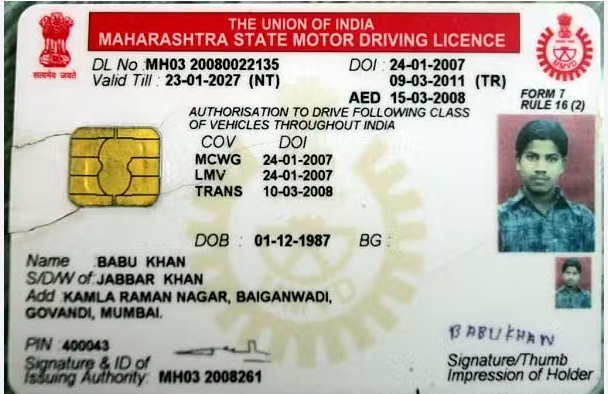 THE UNION OF INDIA
MAHARASHTRA STATE MOTOR DRIVING LICENCE
सत्यमेव जयते
MMVD
DL No : MH03 20080022135 DOI : 24-01-2007
Valid Till : 23-01-2027 (NT) 09-03-2011 (TR)
AED 15-03-2008
FORM 7
RULE 16 (2)
AUTHORISATION TO DRIVE FOLLOWING CLASS
OF VEHICLES THROUGHOUT INDIA
COV DOI
MCWG 24-01-2007
LMV 24-01-2007
TRANS 10-03-2008
DOB : 01-12-1987 BG :
Name : BABU KHAN
S/D/W of : JABBAR KHAN
Add : KAMLA RAMAN NAGAR, BAIGANWADI,
GOVANDI, MUMBAI.
PIN : 400043
Signature & ID of
Issuing Authority: MH03 2008261
BABUKHAN
Signature/Thumb
Impression of Holder